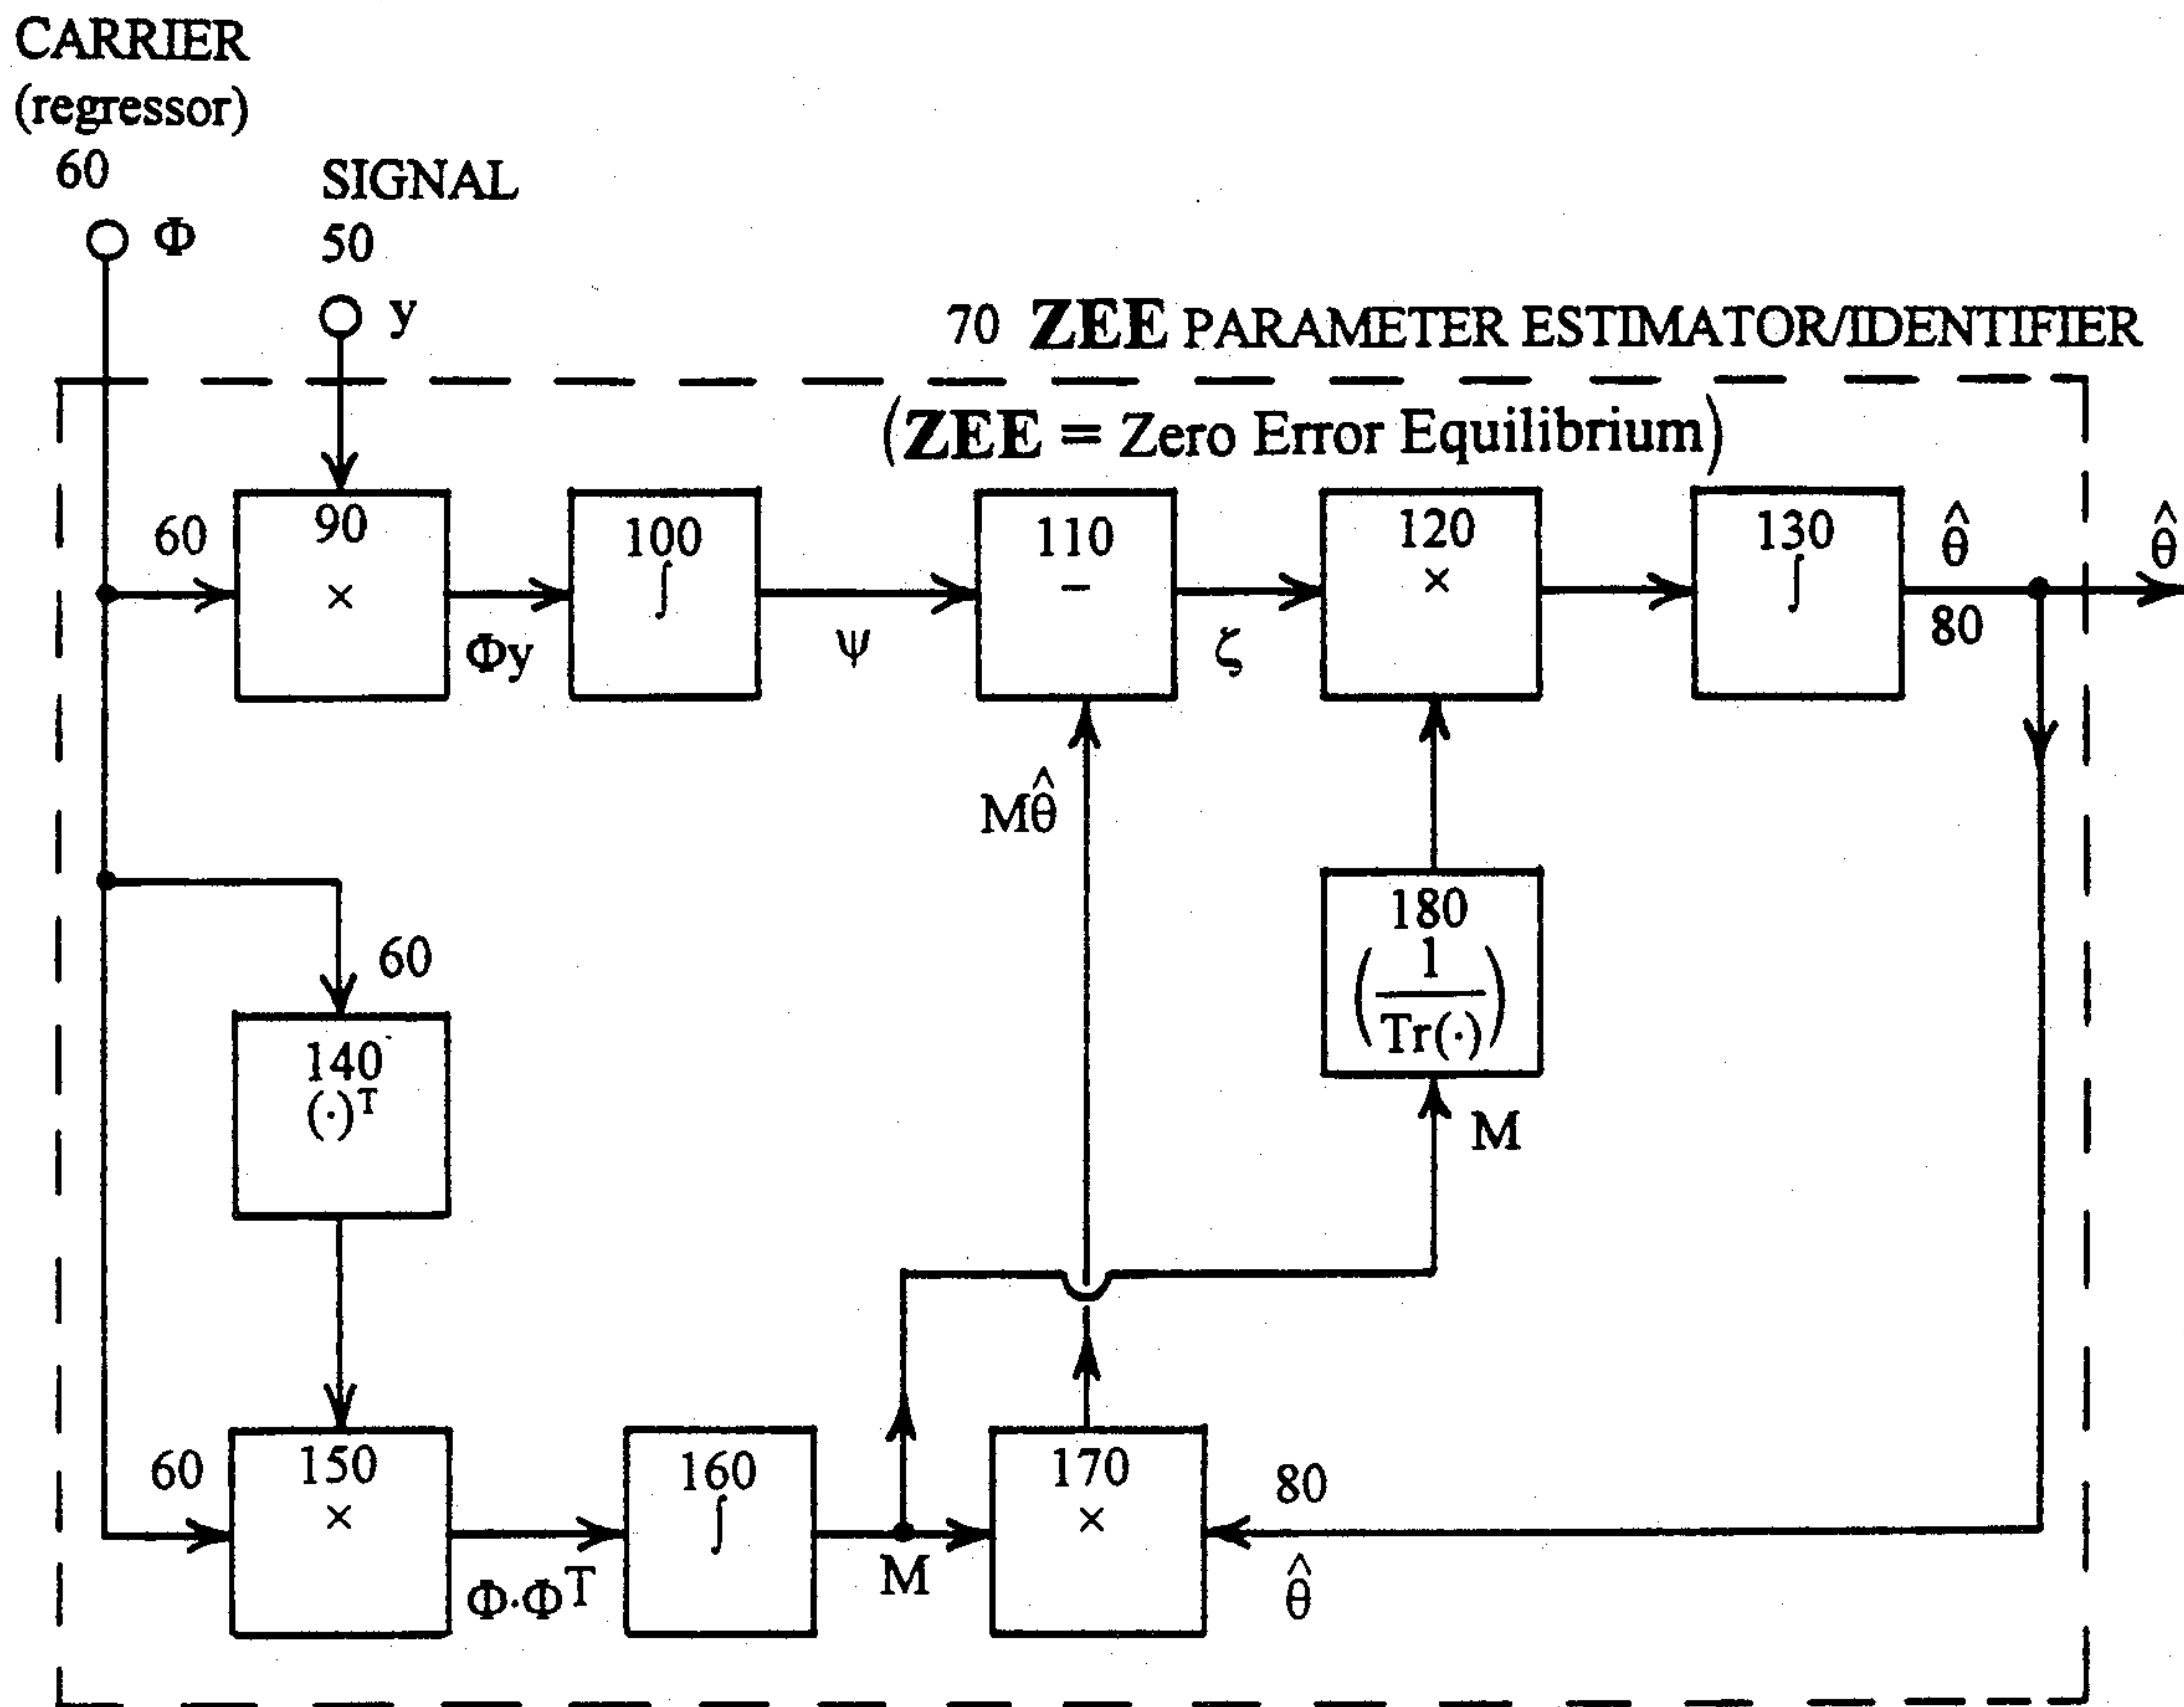 CARRIER
(regressor)
60
Φ
SIGNAL
50
y
70 ZEE PARAMETER ESTIMATOR/IDENTIFIER
(ZEE = Zero Error Equilibrium)
60
90
×
Φy
100
∫
ψ
110
−
ζ
120
×
130
∫
θ̂
80
θ̂
Mθ̂
60
140
(·)ᵀ
180
(1/Tr(·))
M
60
150
×
Φ·Φᵀ
160
∫
M
170
×
80
θ̂